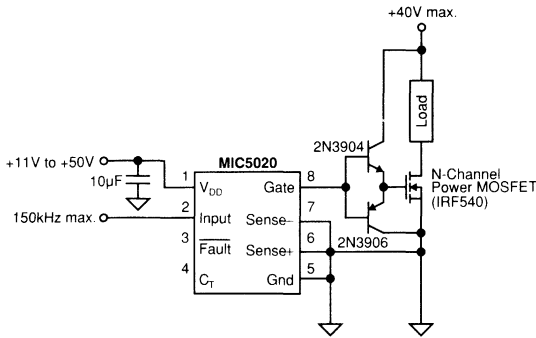 +40V max.
Load
2N3904
MIC5020
N-Channel
Power MOSFET
(IRF540)
+11V to +50V
10µF
1
VDD
Gate
8
150kHz max.
2
Input
Sense–
7
3
Fault
Sense+
6
2N3906
4
CT
Gnd
5